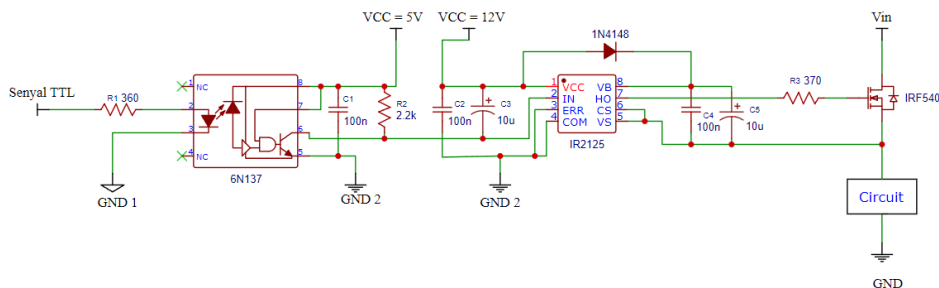 VCC = 5V
VCC = 12V
Vin
1N4148
Senyal TTL
R1 360
1 NC
2
3
4 NC
8
7
6
5
6N137
GND 1
C1
100n
R2
2.2k
GND 2
C2
100n
C3
10u
GND 2
1 VCC
2 IN
3 ERR
4 COM
VB 8
HO 7
CS 6
VS 5
IR2125
C4
100n
C5
10u
R3 370
IRF540
Circuit
GND